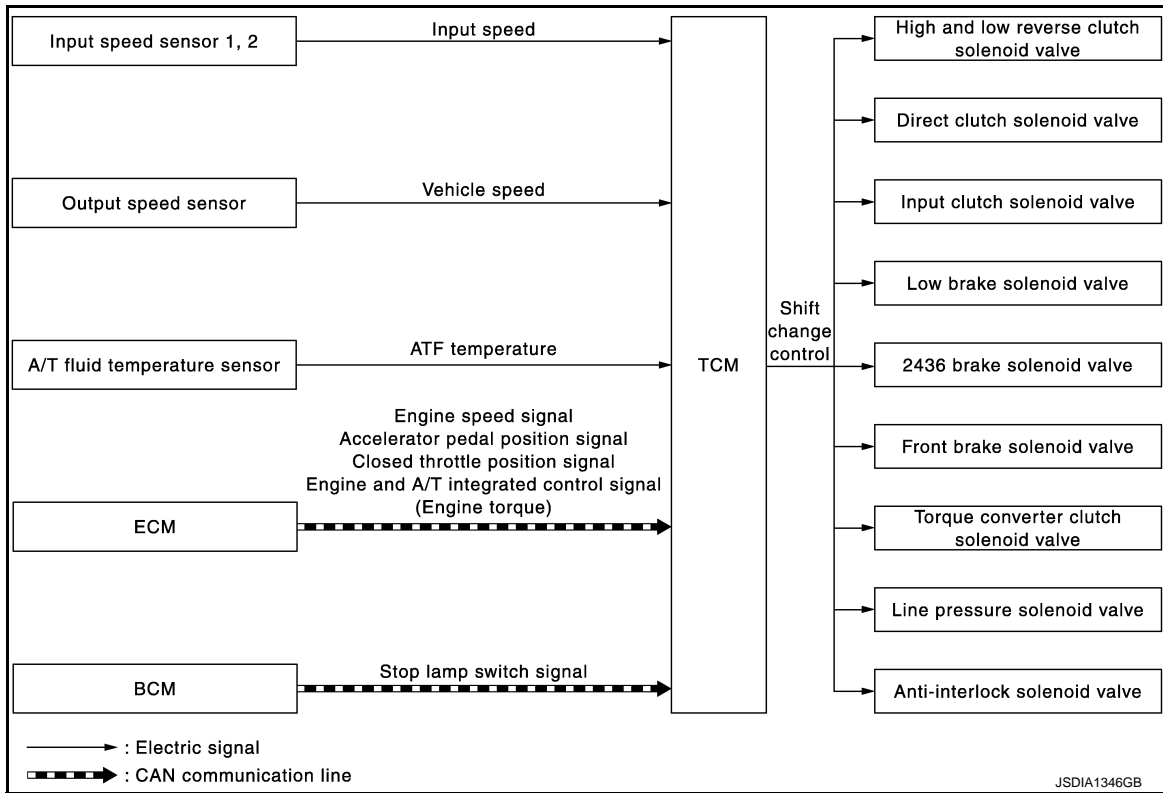 Input speed sensor 1, 2
Input speed
Output speed sensor
Vehicle speed
A/T fluid temperature sensor
ATF temperature
Engine speed signal
Accelerator pedal position signal
Closed throttle position signal
Engine and A/T integrated control signal
(Engine torque)
ECM
BCM
Stop lamp switch signal
TCM
Shift
change
control
High and low reverse clutch
solenoid valve
Direct clutch solenoid valve
Input clutch solenoid valve
Low brake solenoid valve
2436 brake solenoid valve
Front brake solenoid valve
Torque converter clutch
solenoid valve
Line pressure solenoid valve
Anti-interlock solenoid valve
: Electric signal
: CAN communication line
JSDIA1346GB